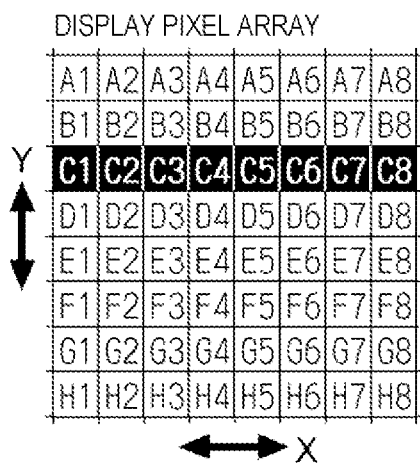 DISPLAY PIXEL ARRAY
A1 A2 A3 A4 A5 A6 A7 A8
B1 B2 B3 B4 B5 B6 B7 B8
Y
C1 C2 C3 C4 C5 C6 C7 C8
D1 D2 D3 D4 D5 D6 D7 D8
E1 E2 E3 E4 E5 E6 E7 E8
F1 F2 F3 F4 F5 F6 F7 F8
G1 G2 G3 G4 G5 G6 G7 G8
H1 H2 H3 H4 H5 H6 H7 H8
X